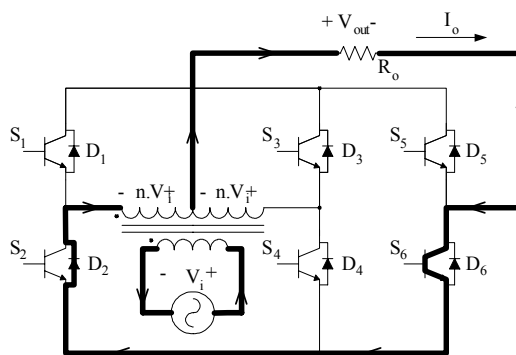 + V_out -
I_o
R_o
S_1
D_1
S_3
D_3
S_5
D_5
- n.V_i +
- n.V_i +
S_2
D_2
- V_i +
S_4
D_4
S_6
D_6